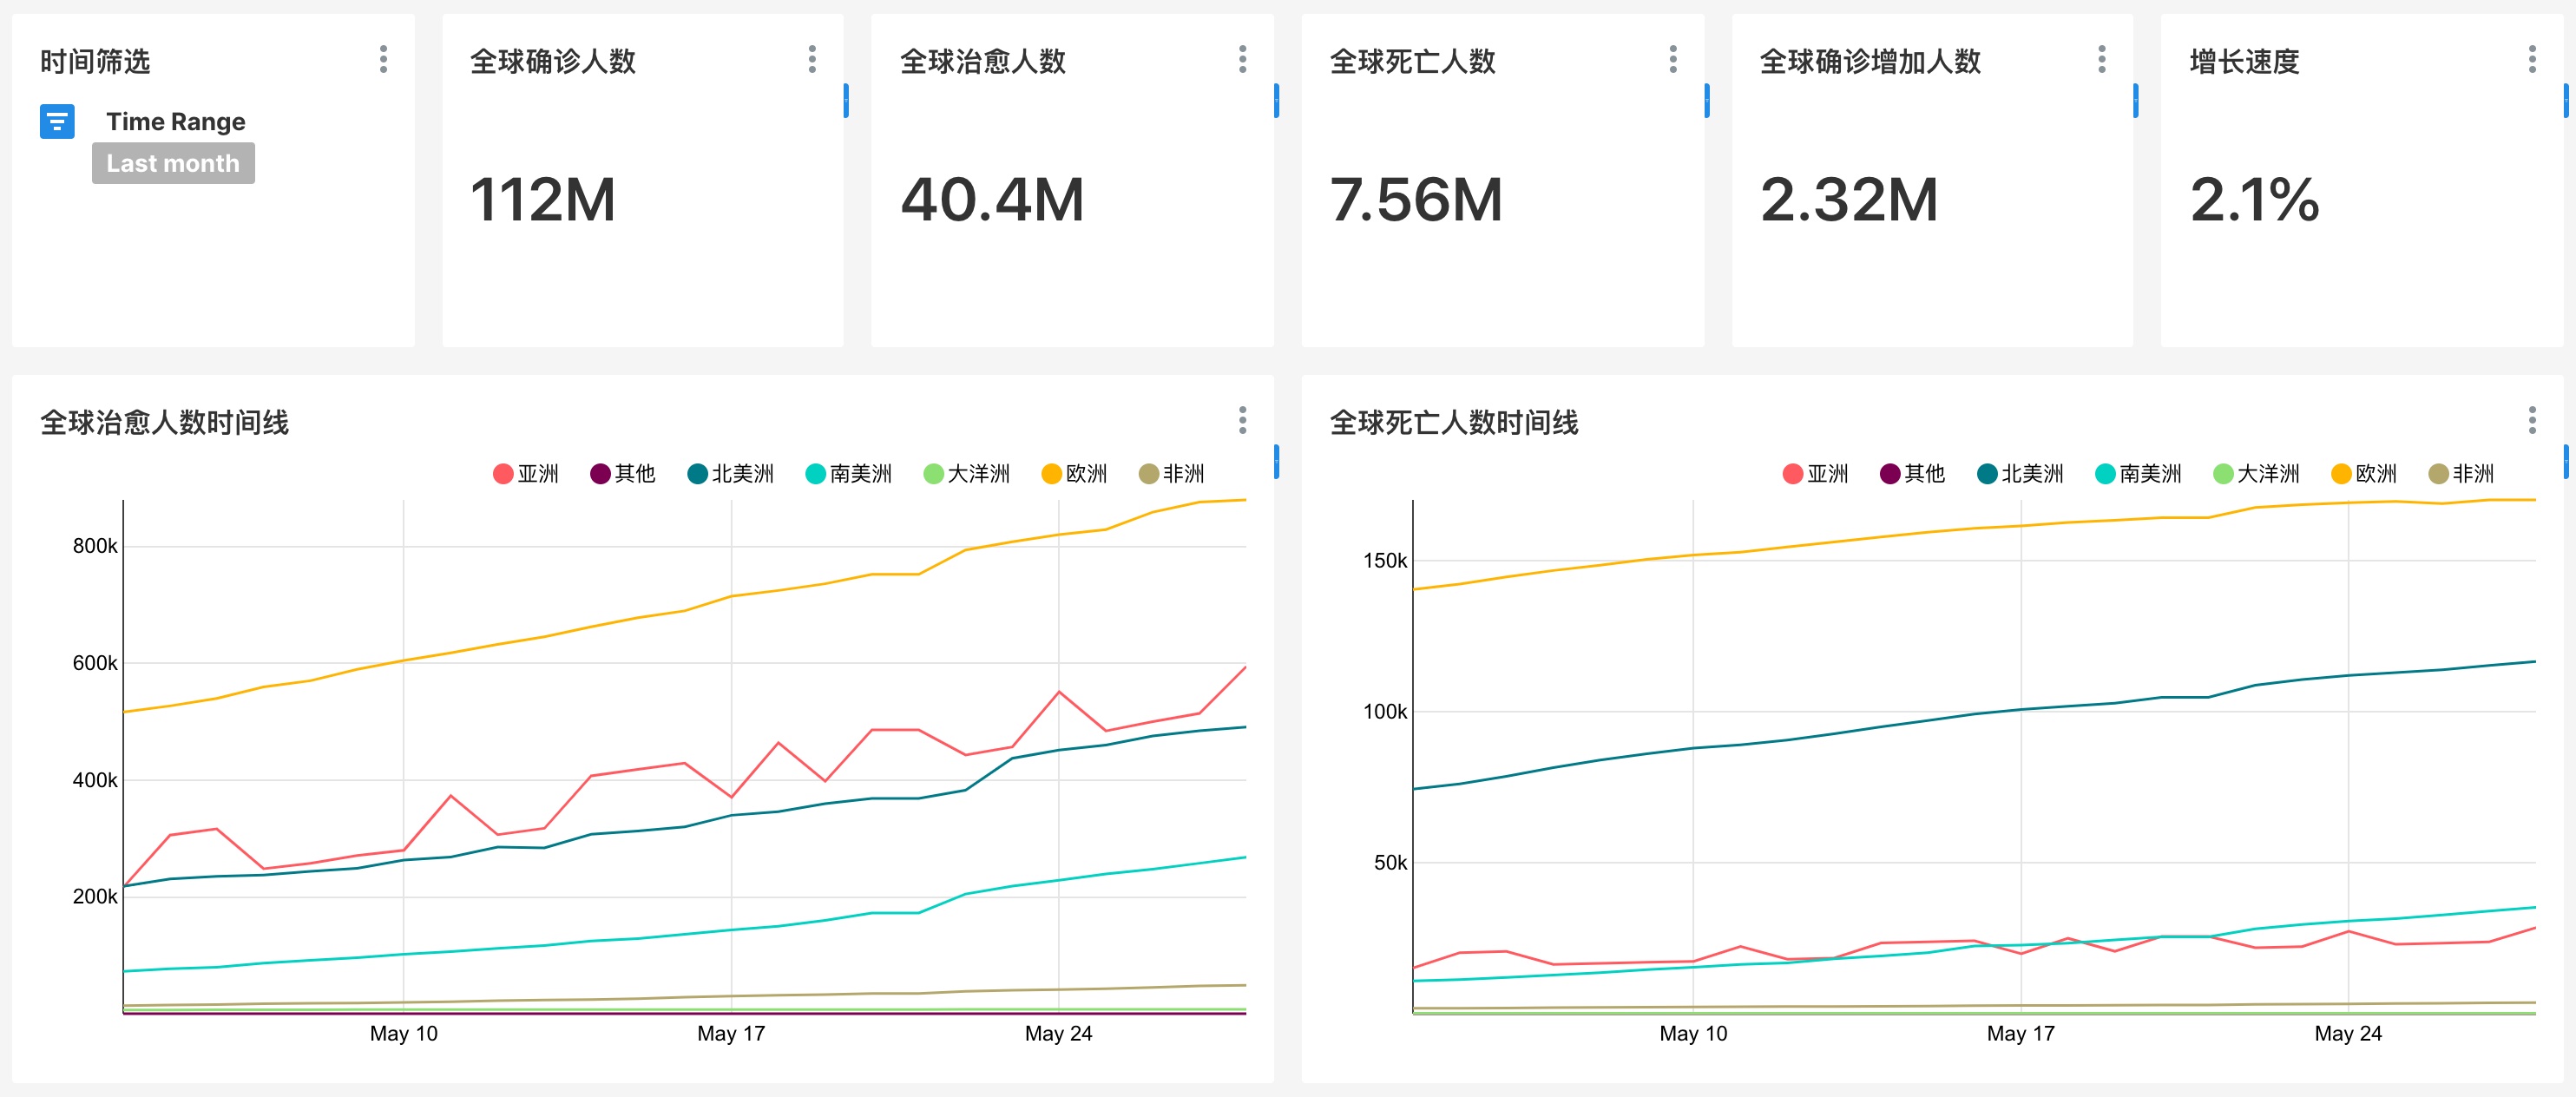 时间筛选
Time Range
Last month
全球确诊人数
112M
全球治愈人数
40.4M
全球死亡人数
7.56M
全球确诊增加人数
2.32M
增长速度
2.1%
全球治愈人数时间线
亚洲 其他 北美洲 南美洲 大洋洲 欧洲 非洲
800k
600k
400k
200k
May 10 May 17 May 24
全球死亡人数时间线
亚洲 其他 北美洲 南美洲 大洋洲 欧洲 非洲
150k
100k
50k
May 10 May 17 May 24